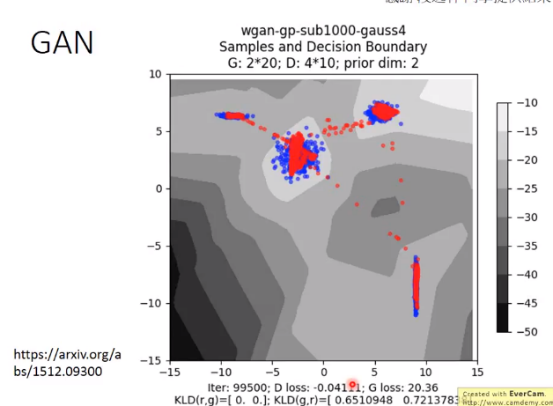 GAN
wgan-gp-sub1000-gauss4
Samples and Decision Boundary
G: 2*20; D: 4*10; prior dim: 2
10
5
0
−5
−10
−15
−15
−10
−5
0
5
10
15
−10
−15
−20
−25
−30
−35
−40
−45
−50
https://arxiv.org/a
bs/1512.09300
Iter: 99500; D loss: -0.04111; G loss: 20.36
KLD(r,g)=[ 0. 0.]; KLD(g,r)=[ 0.6510948
Created with EverCam.
http://www.camdemy.com